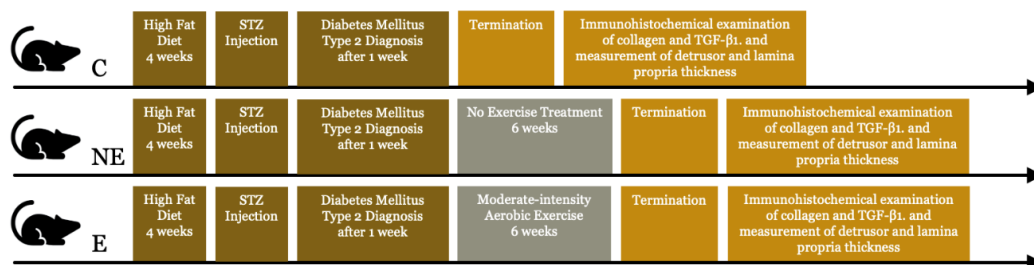 C
High Fat
Diet
4 weeks
STZ
Injection
Diabetes Mellitus
Type 2 Diagnosis
after 1 week
Termination
Immunohistochemical examination
of collagen and TGF-β1. and
measurement of detrusor and lamina
propria thickness
NE
High Fat
Diet
4 weeks
STZ
Injection
Diabetes Mellitus
Type 2 Diagnosis
after 1 week
No Exercise Treatment
6 weeks
Termination
Immunohistochemical examination
of collagen and TGF-β1. and
measurement of detrusor and lamina
propria thickness
E
High Fat
Diet
4 weeks
STZ
Injection
Diabetes Mellitus
Type 2 Diagnosis
after 1 week
Moderate-intensity
Aerobic Exercise
6 weeks
Termination
Immunohistochemical examination
of collagen and TGF-β1. and
measurement of detrusor and lamina
propria thickness